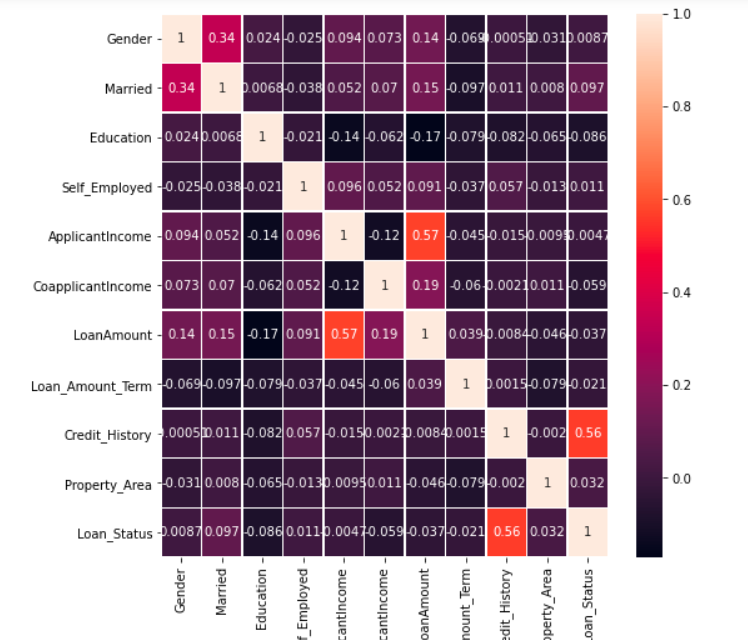 1.0
Gender 1 0.34 0.024 -0.025 0.094 0.073 0.14 -0.069 0.00051 -0.031 0.0087
Married 0.34 1 0.0068 -0.038 0.052 0.07 0.15 -0.097 0.011 0.008 0.097
0.8
Education 0.024 0.0068 1 -0.021 -0.14 -0.062 -0.17 -0.079 -0.082 -0.065 -0.086
Self_Employed -0.025 -0.038 -0.021 1 0.096 0.052 0.091 -0.037 0.057 -0.013 0.011
0.6
ApplicantIncome 0.094 0.052 -0.14 0.096 1 -0.12 0.57 -0.045 -0.015 -0.0095 -0.0047
CoapplicantIncome 0.073 0.07 -0.062 0.052 -0.12 1 0.19 -0.06 -0.0021 0.011 -0.059
0.4
LoanAmount 0.14 0.15 -0.17 0.091 0.57 0.19 1 0.039 -0.0084 -0.046 -0.037
Loan_Amount_Term -0.069 -0.097 -0.079 -0.037 -0.045 -0.06 0.039 1 0.0015 -0.079 -0.021
0.2
Credit_History 0.00051 0.011 -0.082 0.057 -0.015 -0.0084 0.0015 1 -0.002 0.56
Property_Area -0.031 0.008 -0.065 -0.013 -0.0095 0.011 -0.046 -0.079 -0.002 1 0.032
0.0
Loan_Status 0.0087 0.097 -0.086 0.011 -0.0047 -0.059 -0.037 -0.021 0.56 0.032 1
Gender
Married
Education
f_Employed
cantIncome
cantIncome
oanAmount
mount_Term
edit_History
operty_Area
oan_Status